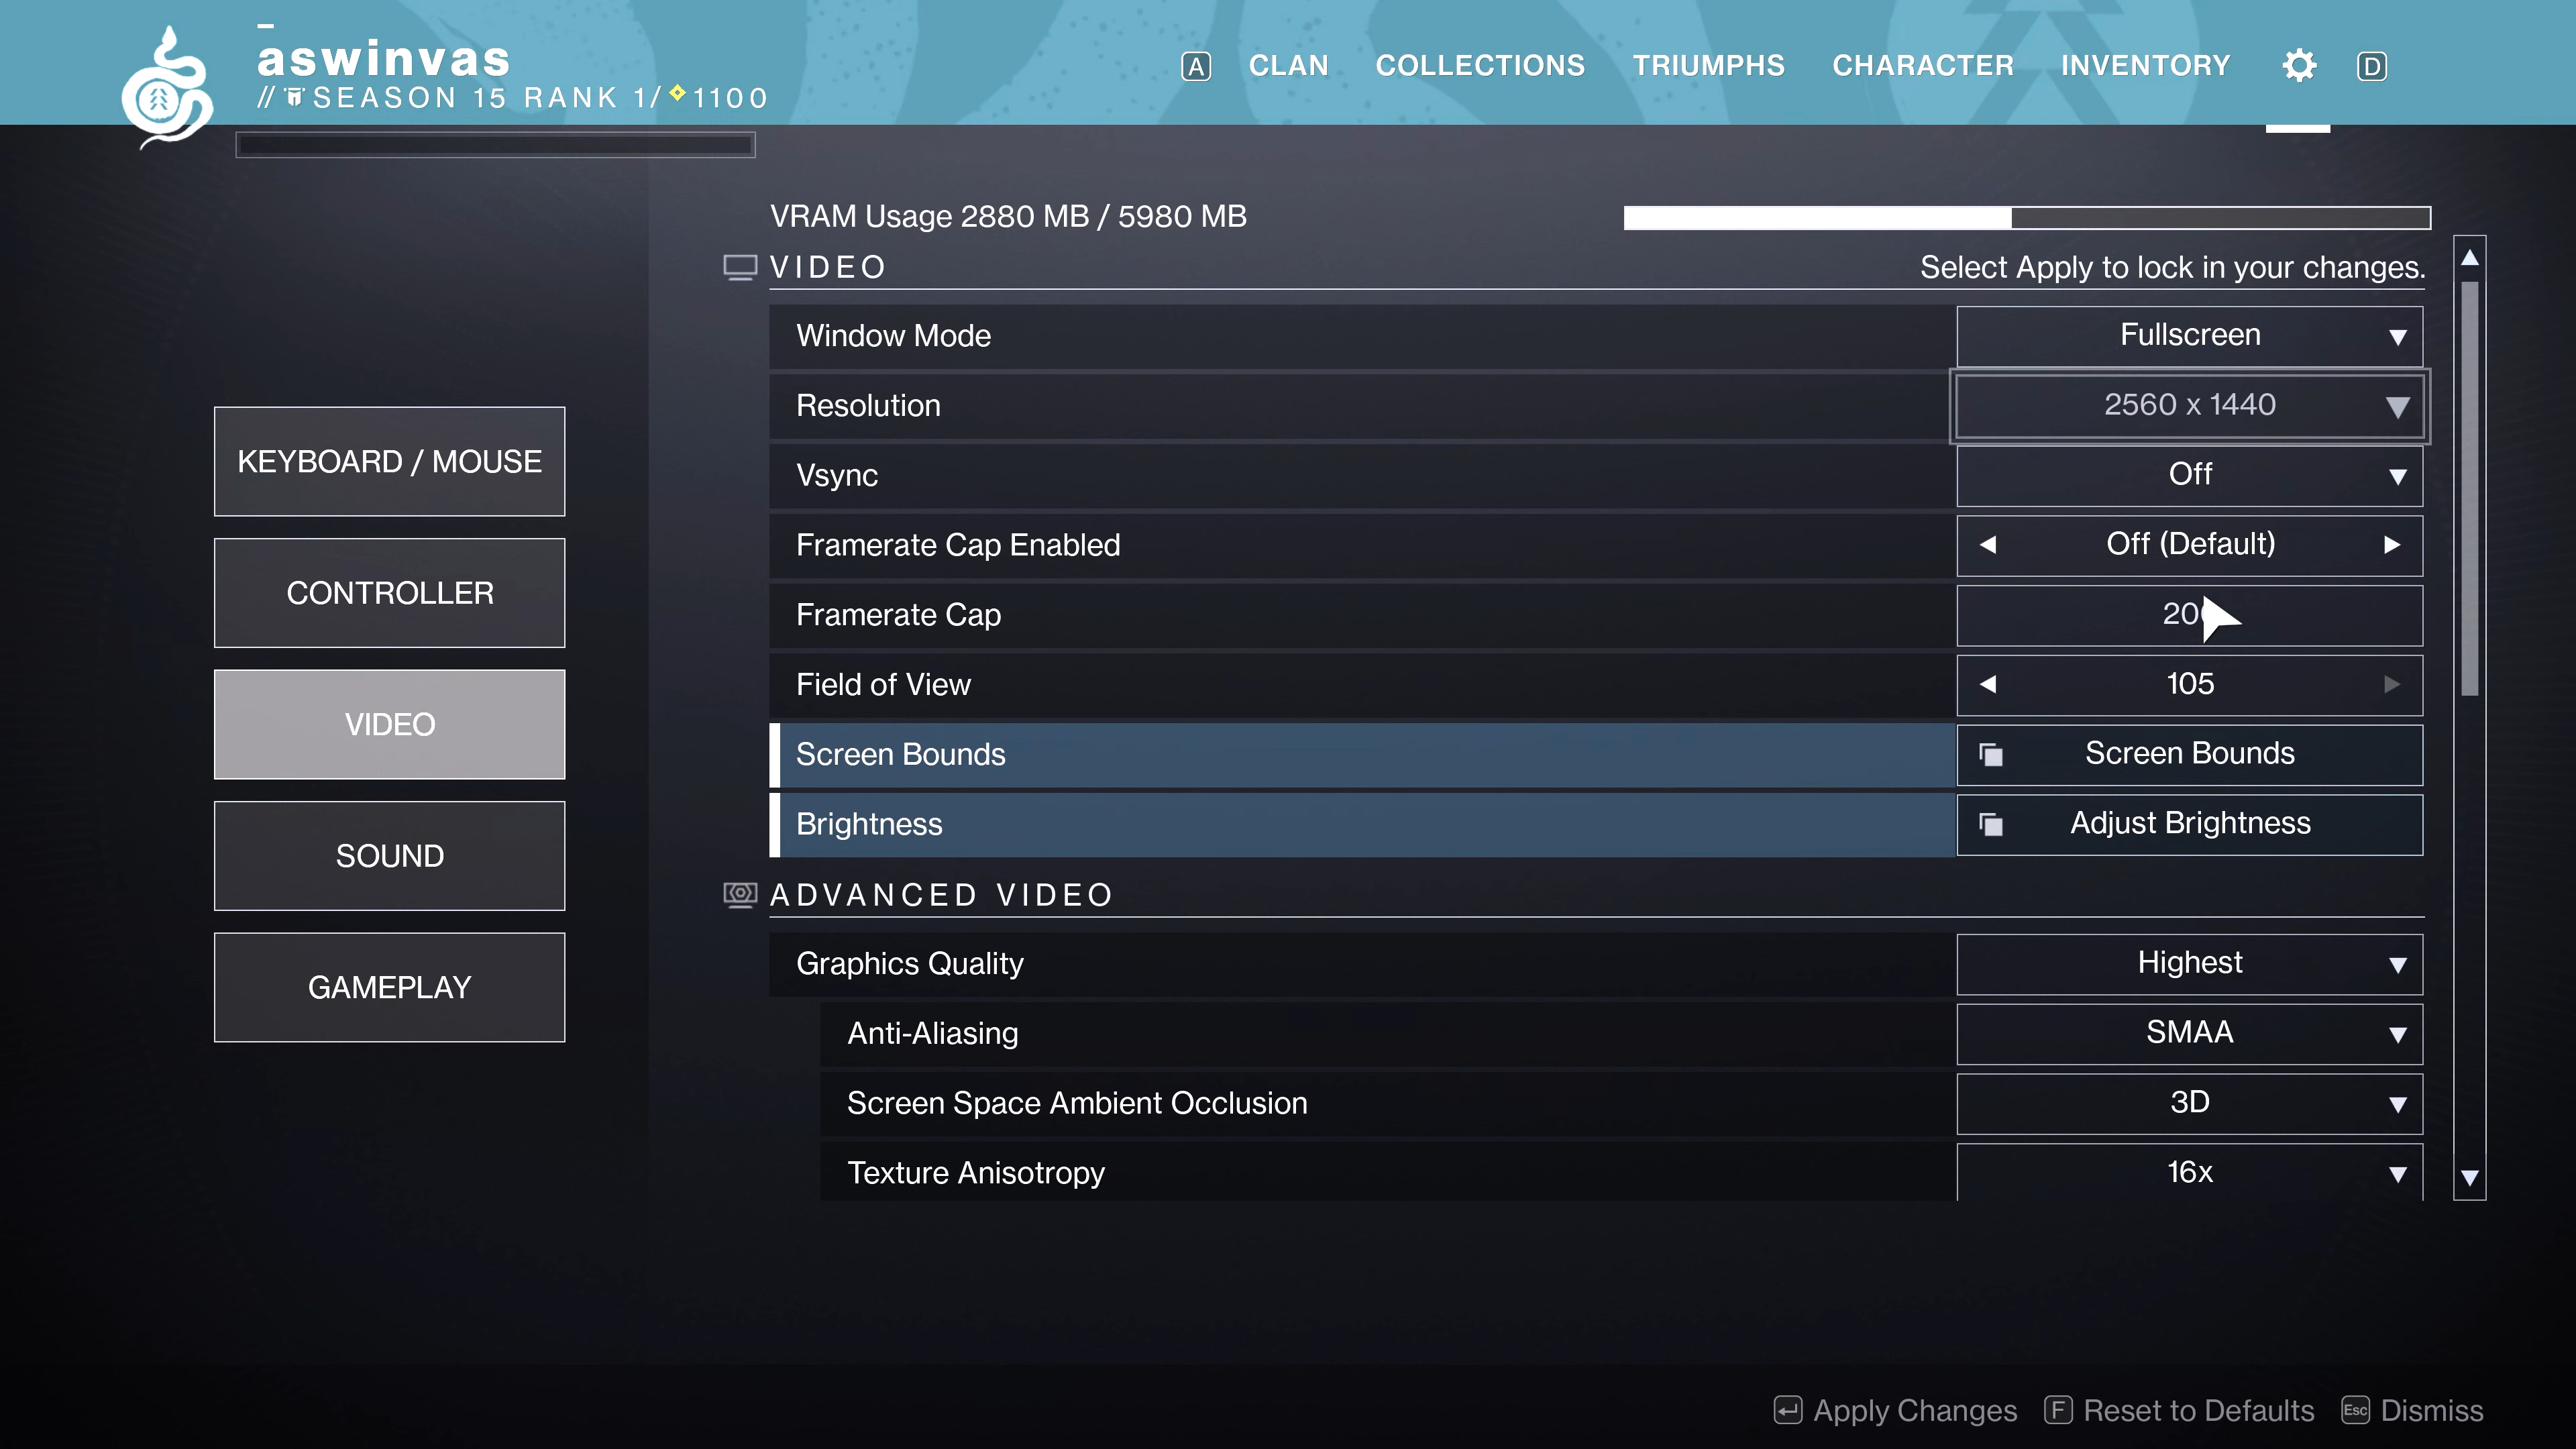 aswinvas
// SEASON 15 RANK 1/ 1100
A CLAN COLLECTIONS TRIUMPHS CHARACTER INVENTORY D
VRAM Usage 2880 MB / 5980 MB
VIDEO Select Apply to lock in your changes.
Window Mode Fullscreen
Resolution 2560 x 1440
Vsync Off
Framerate Cap Enabled Off (Default)
Framerate Cap
Field of View 105
Screen Bounds Screen Bounds
Brightness Adjust Brightness
KEYBOARD / MOUSE
CONTROLLER
VIDEO
SOUND
GAMEPLAY
ADVANCED VIDEO
Graphics Quality Highest
Anti-Aliasing SMAA
Screen Space Ambient Occlusion 3D
Texture Anisotropy 16x
Apply Changes F Reset to Defaults Esc Dismiss